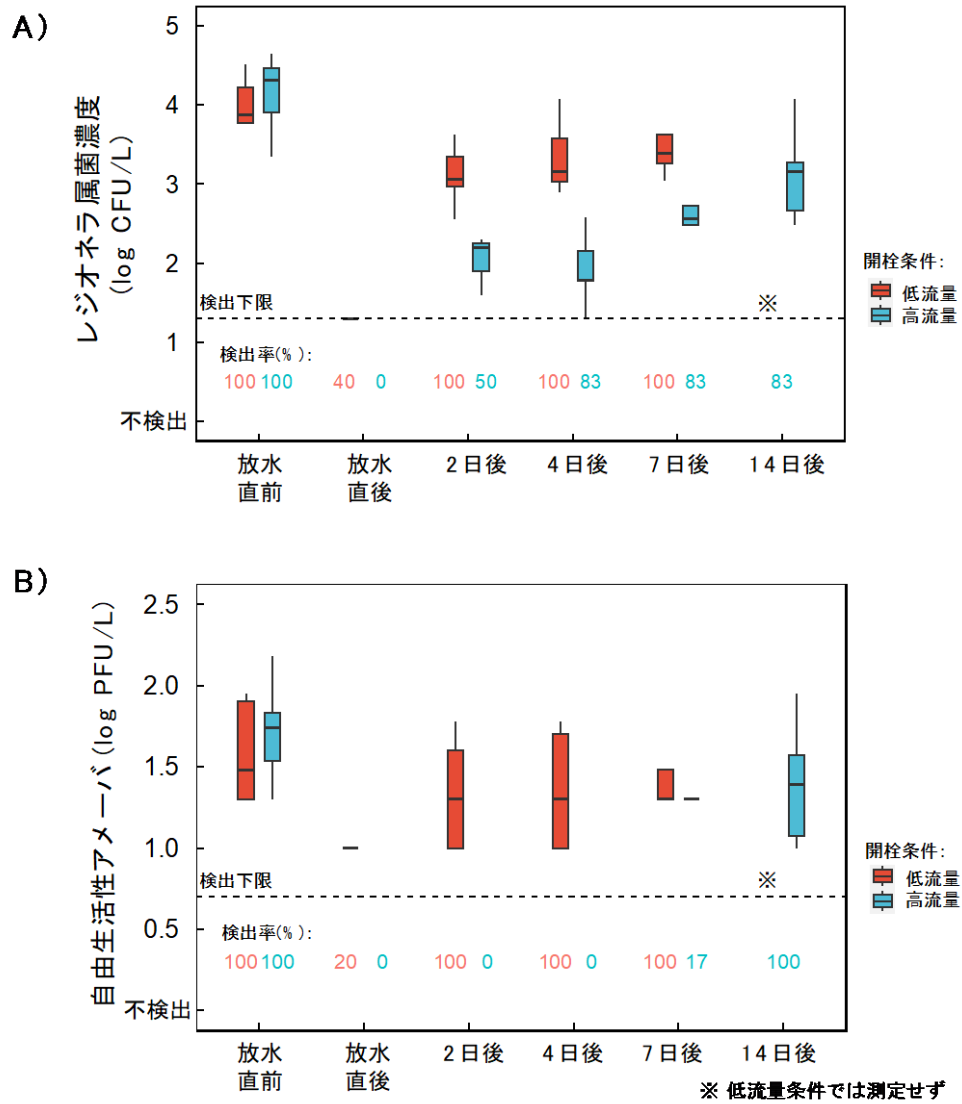 A)
レジオネラ属菌濃度
(log CFU/L)
5
4
3
2
1
不検出
検出下限
※
検出率(%):
100 100 40 0 100 50 100 83 100 83 83
放水直前
放水直後
2日後
4日後
7日後
14日後
開栓条件:
低流量
高流量
B)
自由生活性アメーバ(log PFU/L)
2.5
2.0
1.5
1.0
0.5
不検出
検出下限
※
検出率(%):
100 100 20 0 100 0 100 0 100 17 100
放水直前
放水直後
2日後
4日後
7日後
14日後
開栓条件:
低流量
高流量
※ 低流量条件では測定せず